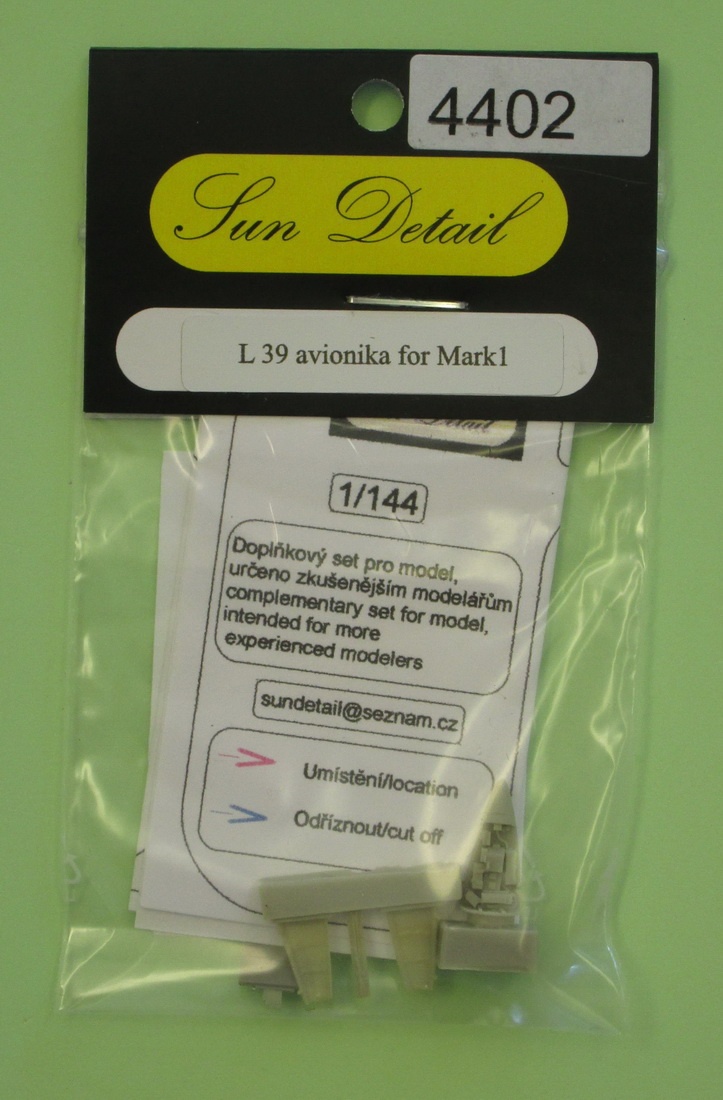 4402
Sun Detail
L 39 avionika for Mark1
Detail
1/144
Doplňkový set pro model,
určeno zkušenějším modelářům
complementary set for model,
intended for more
experienced modelers
sundetail@seznam.cz
Umístění/location
Odříznout/cut off